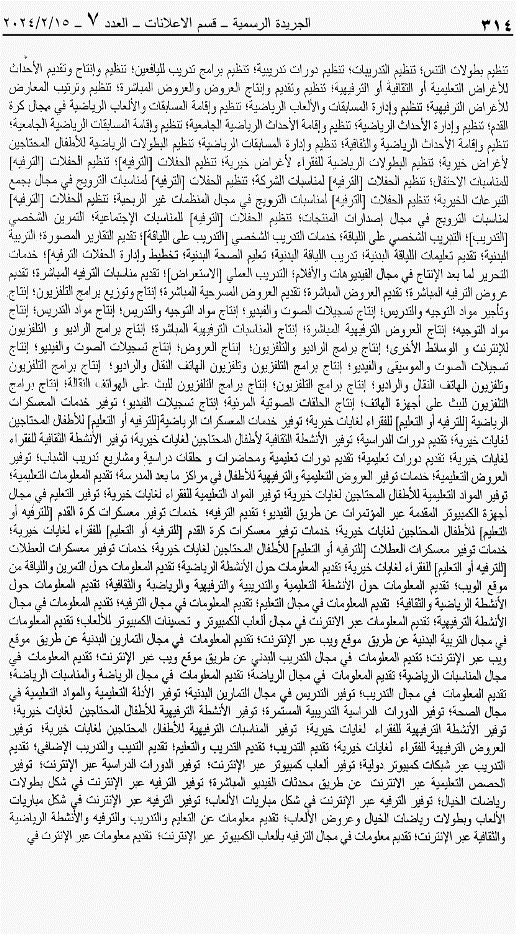 ٣١٤ الجريدة الرسمية – قسم الاعلانات – العدد ٧ – ٢٠٢٤/٢/١٥
تنظيم بطولات التنس؛ تنظيم التدريبات؛ تنظيم دورات تدريبية؛ تنظيم برامج تدريب لليافعين؛ تنظيم وإنتاج وتقديم الأحداث
للأغراض التعليمية أو الثقافية أو الترفيهية؛ تنظيم وتقديم وإنتاج العروض والعروض المباشرة؛ تنظيم وترتيب المعارض
للأغراض الترفيهية؛ تنظيم وإدارة المسابقات والألعاب الرياضية؛ تنظيم وإقامة المسابقات والألعاب الرياضية في مجال كرة
القدم؛ تنظيم وإدارة الأحداث الرياضية؛ تنظيم وإقامة الأحداث الرياضية الجامعية؛ تنظيم وإقامة المسابقات الرياضية الجامعية؛
تنظيم وإقامة الأحداث الرياضية والثقافية؛ تنظيم وإدارة المسابقات الرياضية؛ تنظيم البطولات الرياضية للأطفال المحتاجين
لأغراض خيرية؛ تنظيم البطولات الرياضية للفقراء لأغراض خيرية؛ تنظيم الحفلات [الترفيه]؛ تنظيم الحفلات [الترفيه]
للمناسبات الاحتفال؛ تنظيم الحفلات [الترفيه] لمناسبات الشركة؛ تنظيم الحفلات [الترفيه] لمناسبات الترويج في مجال بجمع
التبرعات الخيرية؛ تنظيم الحفلات [الترفيه] لمناسبات الترويج في مجال المنظمات غير الربحية؛ تنظيم الحفلات [الترفيه]
لمناسبات الترويج في مجال إصدارات المنتجات؛ تنظيم الحفلات [الترفيه] للمناسبات الإجتماعية؛ التمرين الشخصي
[التدريب]؛ التدريب الشخصي على اللياقة؛ خدمات التدريب الشخصي [التدريب على اللياقة]؛ تقديم التقارير المصورة؛ التربية
البدنية؛ تقديم تعليمات اللياقة البدنية؛ تدريب اللياقة البدنية؛ تعليم الصحة البدنية؛ تخطيط وإدارة الحفلات الترفيه]؛ خدمات
التحرير لما بعد الإنتاج في مجال الفيديوهات والأفلام؛ التدريب العملي [الاستعراض]؛ تقديم مناسبات الترفيه المباشرة؛ تقديم
عروض الترفيه المباشرة؛ تقديم العروض المباشرة؛ تقديم العروض المسرحية المباشرة؛ إنتاج وتوزيع برامج التلفزيون؛ إنتاج
وتأجير مواد التوجيه والتدريس؛ إنتاج تسجيلات الصوت والفيديو؛ إنتاج مواد التوجيه والتدريس؛ إنتاج مواد التدريس؛ إنتاج
مواد التوجيه؛ إنتاج العروض الترفيهية المباشرة؛ إنتاج المناسبات الترفيهية المباشرة؛ إنتاج برامج الراديو و التلفزيون
للإنترنت و الوسائط الأخرى؛ إنتاج برامج الراديو والتلفزيون؛ إنتاج العروض؛ إنتاج تسجيلات الصوت والفيديو؛ إنتاج
تسجيلات الصوت والموسيقى والفيديو؛ إنتاج برامج التلفزيون وتلفزيون الهاتف النقال والراديو؛ إنتاج برامج التلفزيون
وتلفزيون الهاتف النقال والراديو؛ إنتاج برامج التلفزيون؛ إنتاج برامج التلفزيون للبث على الهواتف النقالة؛ إنتاج برامج
التلفزيون للبث على أجهزة الهاتف؛ إنتاج الحلقات الصوتية المرئية؛ إنتاج تسجيلات الفيديو؛ توفير خدمات المعسكرات
الرياضية [للترفيه أو التعليم] للفقراء لغايات خيرية؛ توفير خدمات المعسكرات الرياضية[للترفيه أو التعليم] للأطفال المحتاجين
لغايات خيرية؛ تقديم دورات الدراسية؛ توفير الأنشطة الثقافية لأطفال المحتاجين لغايات خيرية؛ توفير الأنشطة الثقافية للفقراء
لغايات خيرية؛ تقديم دورات تعليمية؛ تقديم دورات تعليمية ومحاضرات و حلقات دراسية ومشاريع تدريب الشباب؛ توفير
العروض التعليمية؛ خدمات توفير العروض التعليمية و الترفيهية للأطفال في مراكز ما بعد المدرسة؛ تقديم المعلومات التعليمية؛
توفير المواد التعليمية للأطفال المحتاجين لغايات خيرية؛ توفير المواد التعليمية للفقراء لغايات خيرية؛ توفير التعليم في مجال
أجهزة الكمبيوتر المقدمة عبر المؤتمرات عن طريق الفيديو؛ تقديم الترفيه؛ خدمات توفير معسكرات كرة القدم [للترفيه أو
التعليم] للأطفال المحتاجين لغايات خيرية؛ خدمات توفير معسكرات كرة القدم [للترفيه أو التعليم] للفقراء لغايات خيرية؛
خدمات توفير معسكرات العطلات [للترفيه أو التعليم] للأطفال المحتاجين لغايات خيرية؛ خدمات توفير معسكرات العطلات
[للترفيه أو التعليم] للفقراء لغايات خيرية؛ تقديم المعلومات حول الأنشطة الرياضية؛ تقديم المعلومات حول التمرين واللياقة من
موقع الويب؛ تقديم المعلومات حول الأنشطة التعليمية والتدريبية والترفيهية والرياضية والثقافية؛ تقديم المعلومات حول
الأنشطة الرياضية والثقافية؛ تقديم المعلومات في مجال التعليم؛ تقديم المعلومات في مجال الترفيه؛ تقديم المعلومات في مجال
الأنشطة الترفيهية؛ تقديم المعلومات عبر الانترنت في مجال ألعاب الكمبيوتر و تحسينات الكمبيوتر للألعاب؛ تقديم المعلومات
في مجال التربية البدنية عن طريق موقع ويب عبر الإنترنت؛ تقديم المعلومات في مجال التمارين البدنية عن طريق موقع
ويب عبر الإنترنت؛ تقديم المعلومات في مجال التدريب البدني عن طريق موقع ويب عبر الإنترنت؛ تقديم المعلومات في
مجال المناسبات الرياضية؛ تقديم المعلومات في مجال الرياضة؛ تقديم المعلومات في مجال الرياضة والمناسبات الرياضة؛
تقديم المعلومات في مجال التدريب؛ توفير التدريس في مجال التمارين البدنية؛ توفير الأدلة التعليمية والمواد التعليمية في
مجال الصحة؛ توفير الدورات الدراسية التدريبية المستمرة؛ توفير الأنشطة الترفيهية للأطفال المحتاجين لغايات خيرية؛
توفير الأنشطة الترفيهية للفقراء لغايات خيرية؛ توفير المناسبات الترفيهية للأطفال المحتاجين لغايات خيرية؛ توفير
العروض الترفيهية للفقراء لغايات خيرية؛ تقديم التدريب؛ تقديم التدريب والتعليم؛ تقديم التدريب والتدريب الإضافي؛ تقديم
التدريب عبر شبكات كمبيوتر دولية؛ توفير ألعاب كمبيوتر عبر الإنترنت؛ توفير الدورات الدراسية عبر الإنترنت؛ توفير
الحصص التعليمية عبر الانترنت عن طريق محدثات الفيديو المباشرة؛ توفير الترفيه عبر الإنترنت في شكل بطولات
رياضات الخيال؛ توفير الترفيه عبر الإنترنت في شكل مباريات الألعاب؛ توفير الترفيه عبر الإنترنت في شكل مباريات
الألعاب وبطولات رياضات الخيال وعروض الألعاب؛ تقديم معلومات عن التعليم والتدريب والترفيه والأنشطة الرياضية
والثقافية عبر الإنترنت؛ تقديم معلومات في مجال الترفيه بألعاب الكمبيوتر عبر الإنترنت؛ تقديم معلومات عبر الإنترت في